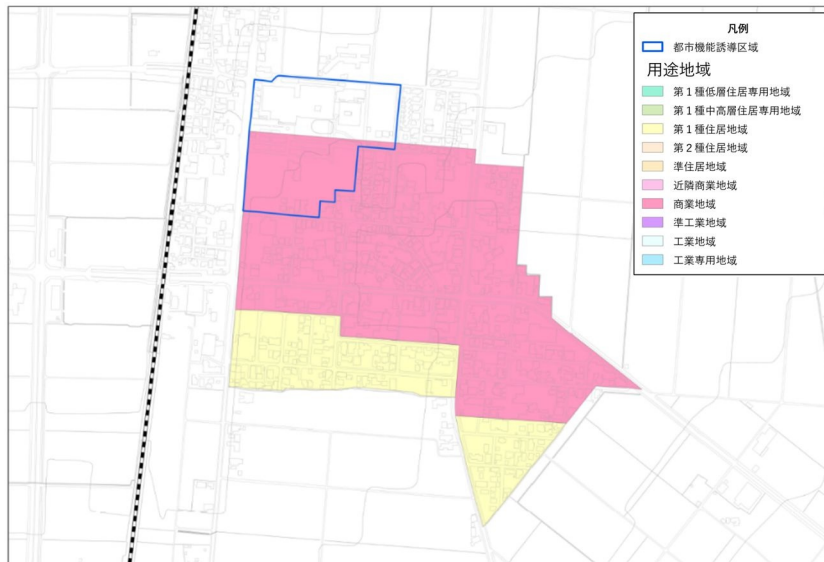 凡例
都市機能誘導区域
用途地域
第１種低層住居専用地域
第１種中高層住居専用地域
第１種住居地域
第２種住居地域
準住居地域
近隣商業地域
商業地域
準工業地域
工業地域
工業専用地域